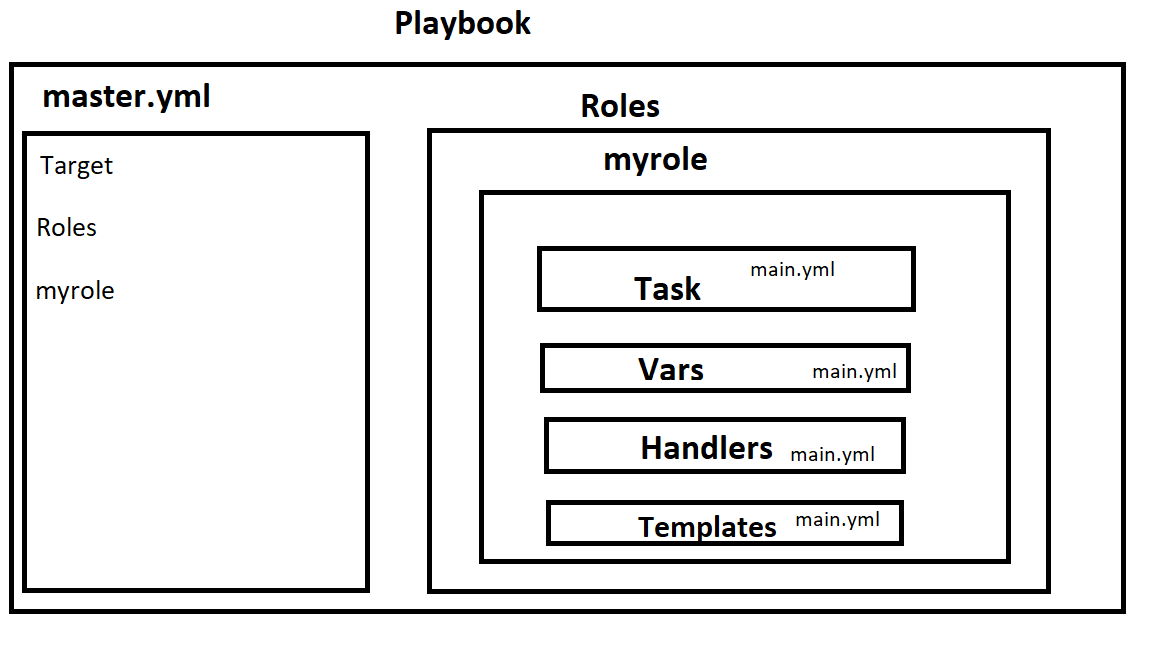 Playbook
master.yml
Target
Roles
myrole
Roles
myrole
Task main.yml
Vars main.yml
Handlers main.yml
Templates main.yml